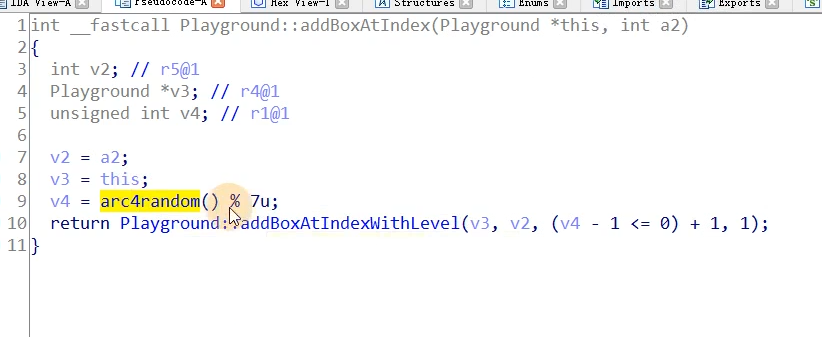 IDA View-A Pseudocode-A Hex View-1 Structures Enums Imports Exports
1 int __fastcall Playground::addBoxAtIndex(Playground *this, int a2)
2 {
3 int v2; // r5@1
4 Playground *v3; // r4@1
5 unsigned int v4; // r1@1
6
7 v2 = a2;
8 v3 = this;
9 v4 = arc4random() % 7u;
10 return Playground::addBoxAtIndexWithLevel(v3, v2, (v4 - 1 <= 0) + 1, 1);
11 }